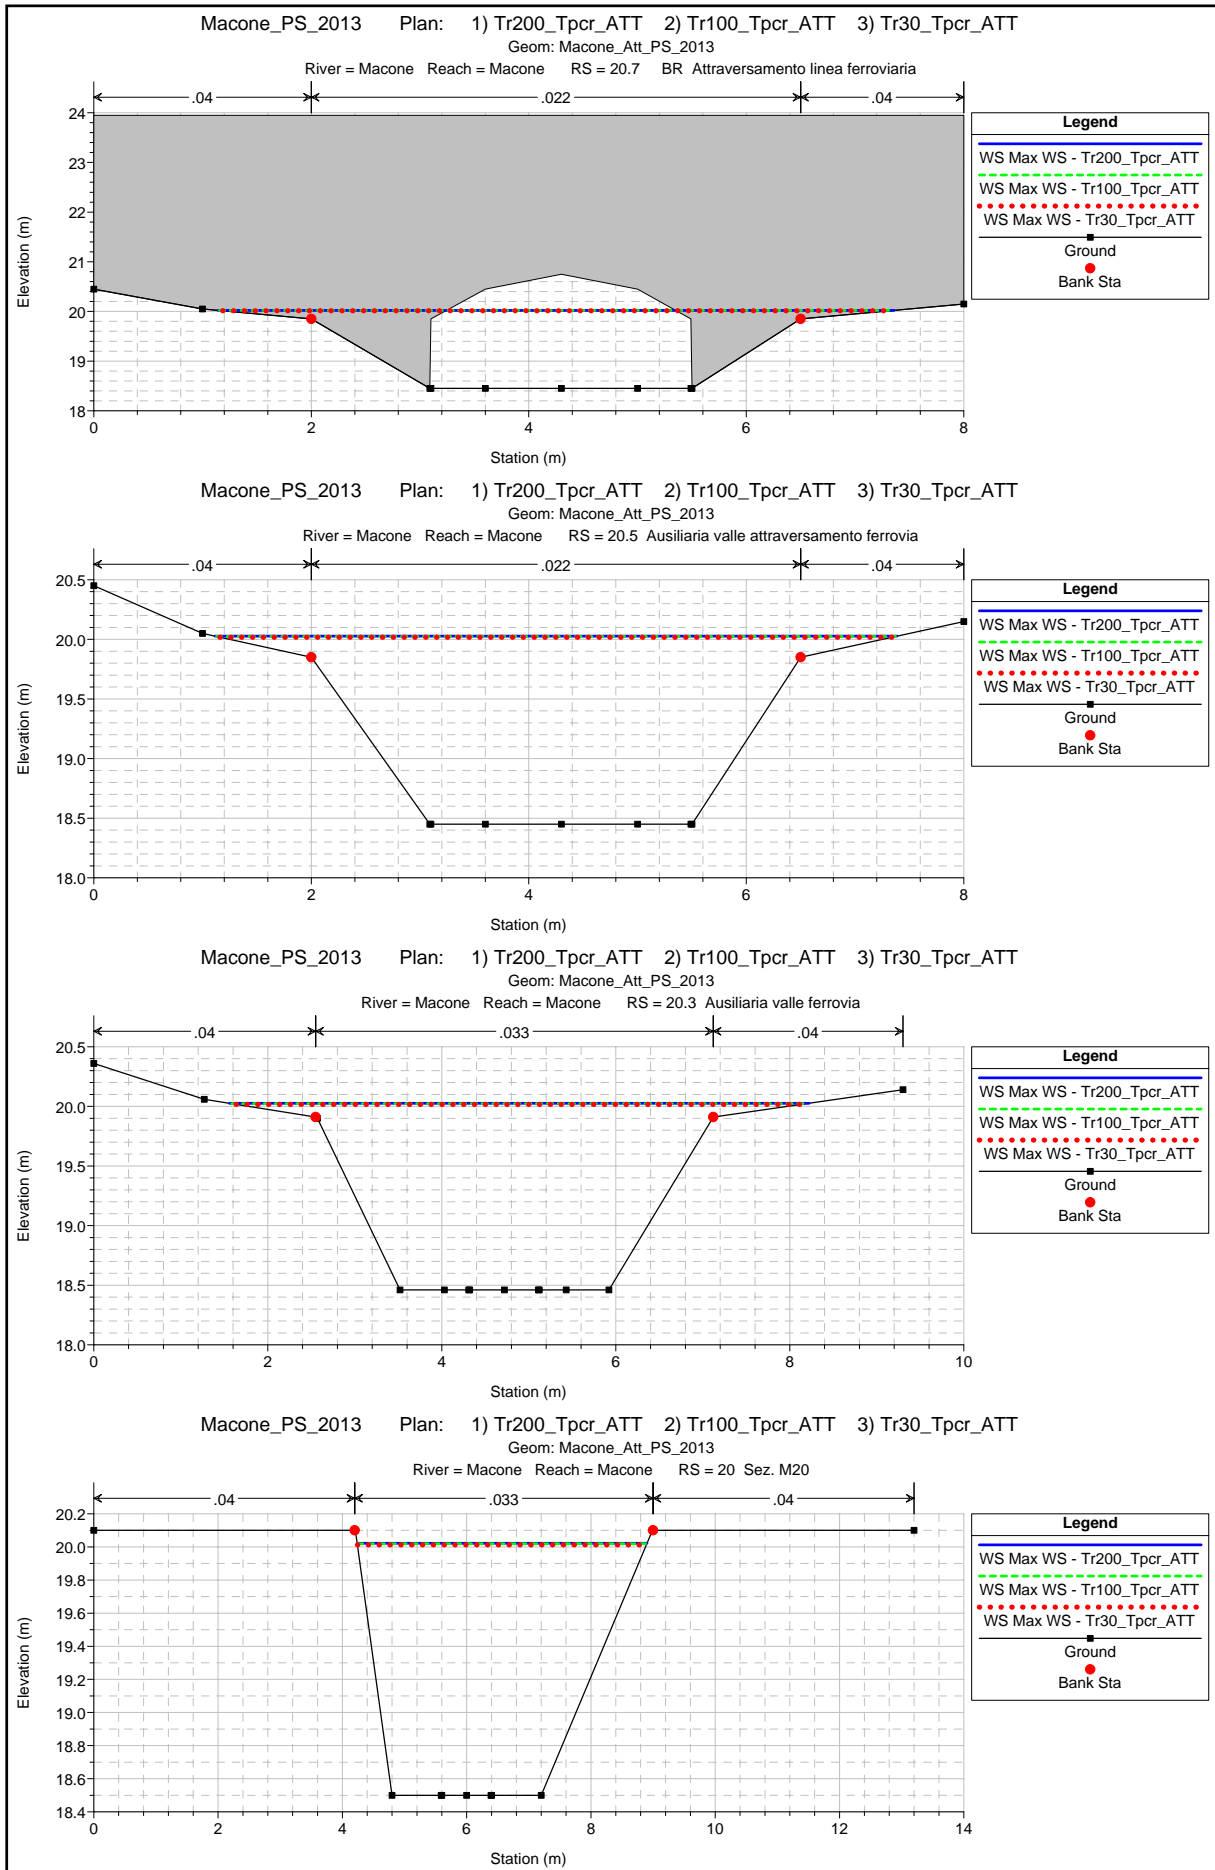 Macone_PS_2013 Plan: 1) Tr200_Tpcr_ATT 2) Tr100_Tpcr_ATT 3) Tr30_Tpcr_ATT
Geom: Macone_Att_PS_2013
River = Macone Reach = Macone RS = 20.7 BR Attraversamento linea ferroviaria
.04 .022 .04
24
23
22
21
20
19
18
Elevation (m)
0 2 4 6 8
Station (m)
Legend
WS Max WS - Tr200_Tpcr_ATT
WS Max WS - Tr100_Tpcr_ATT
WS Max WS - Tr30_Tpcr_ATT
Ground
Bank Sta
Macone_PS_2013 Plan: 1) Tr200_Tpcr_ATT 2) Tr100_Tpcr_ATT 3) Tr30_Tpcr_ATT
Geom: Macone_Att_PS_2013
River = Macone Reach = Macone RS = 20.5 Ausiliaria valle attraversamento ferrovia
.04 .022 .04
20.5
20.0
19.5
19.0
18.5
18.0
Elevation (m)
0 2 4 6 8
Station (m)
Legend
WS Max WS - Tr200_Tpcr_ATT
WS Max WS - Tr100_Tpcr_ATT
WS Max WS - Tr30_Tpcr_ATT
Ground
Bank Sta
Macone_PS_2013 Plan: 1) Tr200_Tpcr_ATT 2) Tr100_Tpcr_ATT 3) Tr30_Tpcr_ATT
Geom: Macone_Att_PS_2013
River = Macone Reach = Macone RS = 20.3 Ausiliaria valle ferrovia
.04 .033 .04
20.5
20.0
19.5
19.0
18.5
18.0
Elevation (m)
0 2 4 6 8 10
Station (m)
Legend
WS Max WS - Tr200_Tpcr_ATT
WS Max WS - Tr100_Tpcr_ATT
WS Max WS - Tr30_Tpcr_ATT
Ground
Bank Sta
Macone_PS_2013 Plan: 1) Tr200_Tpcr_ATT 2) Tr100_Tpcr_ATT 3) Tr30_Tpcr_ATT
Geom: Macone_Att_PS_2013
River = Macone Reach = Macone RS = 20 Sez. M20
.04 .033 .04
20.2
20.0
19.8
19.6
19.4
19.2
19.0
18.8
18.6
18.4
Elevation (m)
0 2 4 6 8 10 12 14
Station (m)
Legend
WS Max WS - Tr200_Tpcr_ATT
WS Max WS - Tr100_Tpcr_ATT
WS Max WS - Tr30_Tpcr_ATT
Ground
Bank Sta